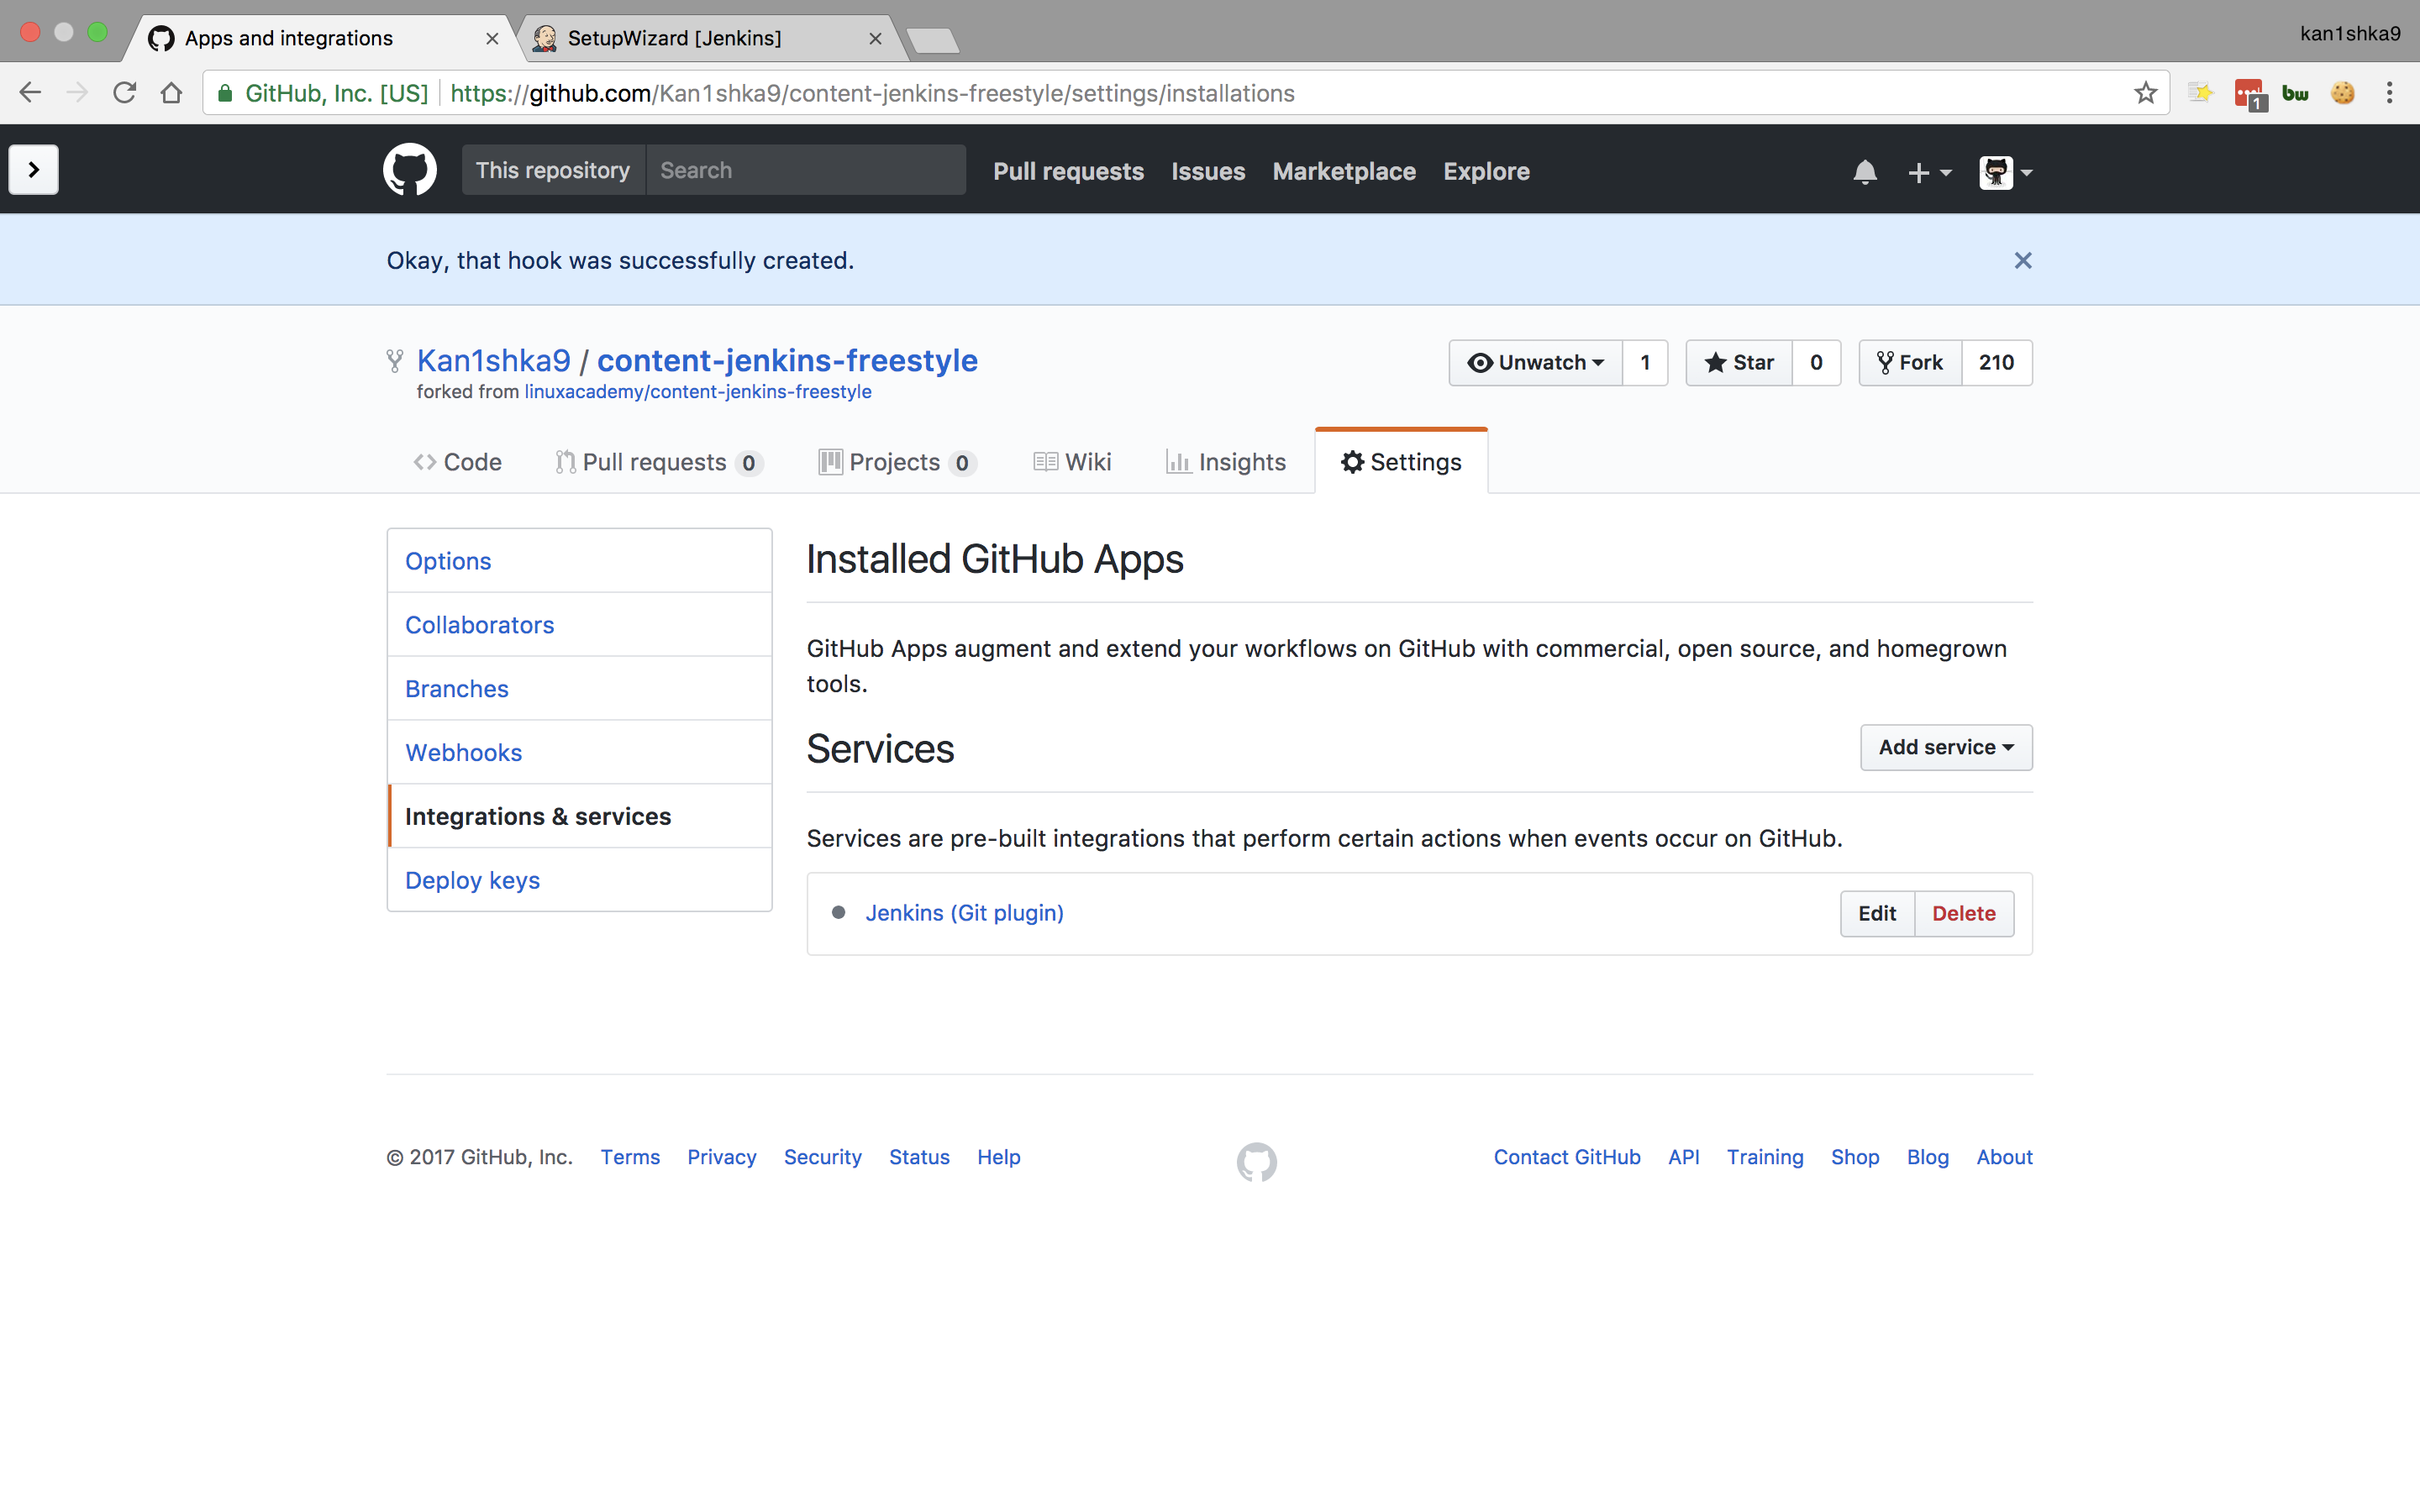 Apps and integrations
SetupWizard [Jenkins]
kan1shka9
GitHub, Inc. [US]
https://github.com/Kan1shka9/content-jenkins-freestyle/settings/installations
1
bw
This repository
Search
Pull requests
Issues
Marketplace
Explore
Okay, that hook was successfully created.
Kan1shka9 / content-jenkins-freestyle
Unwatch 1
Star 0
Fork 210
forked from linuxacademy/content-jenkins-freestyle
Code
Pull requests 0
Projects 0
Wiki
Insights
Settings
Options
Collaborators
Branches
Webhooks
Integrations & services
Deploy keys
Installed GitHub Apps
GitHub Apps augment and extend your workflows on GitHub with commercial, open source, and homegrown
tools.
Services
Add service
Services are pre-built integrations that perform certain actions when events occur on GitHub.
Jenkins (Git plugin)
Edit
Delete
© 2017 GitHub, Inc.
Terms
Privacy
Security
Status
Help
Contact GitHub
API
Training
Shop
Blog
About